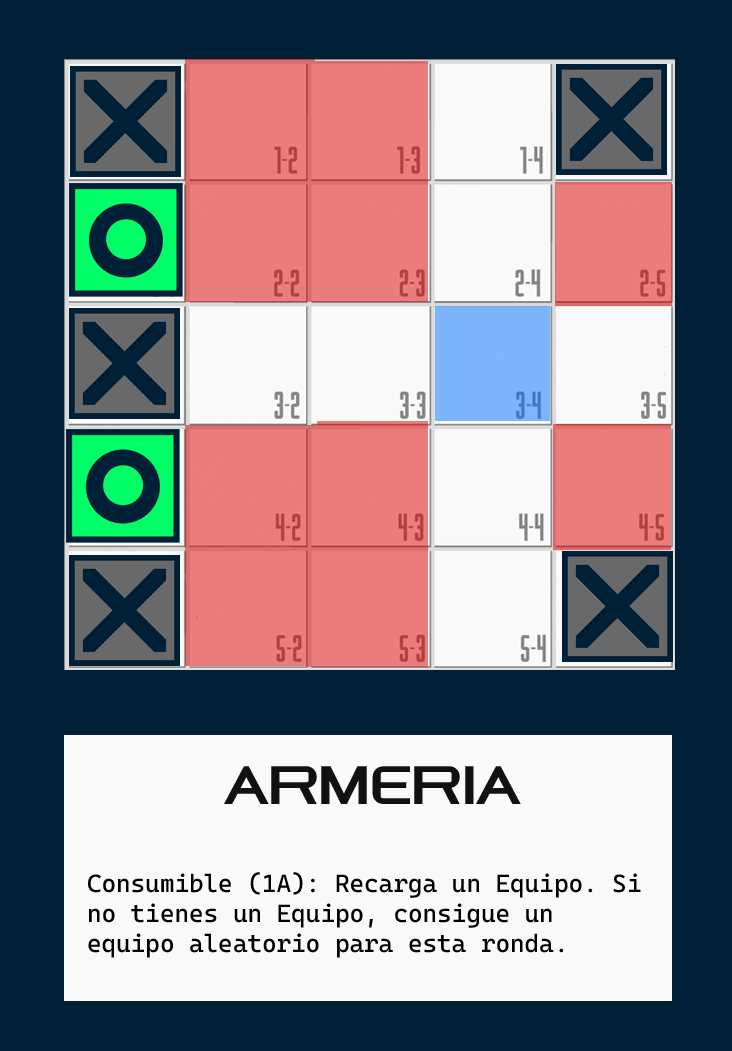 1-2 1-3 1-4
2-2 2-3 2-4 2-5
3-2 3-3 3-4 3-5
4-2 4-3 4-4 4-5
5-2 5-3 5-4
ARMERIA
Consumible (1A): Recarga un Equipo. Si
no tienes un Equipo, consigue un
equipo aleatorio para esta ronda.